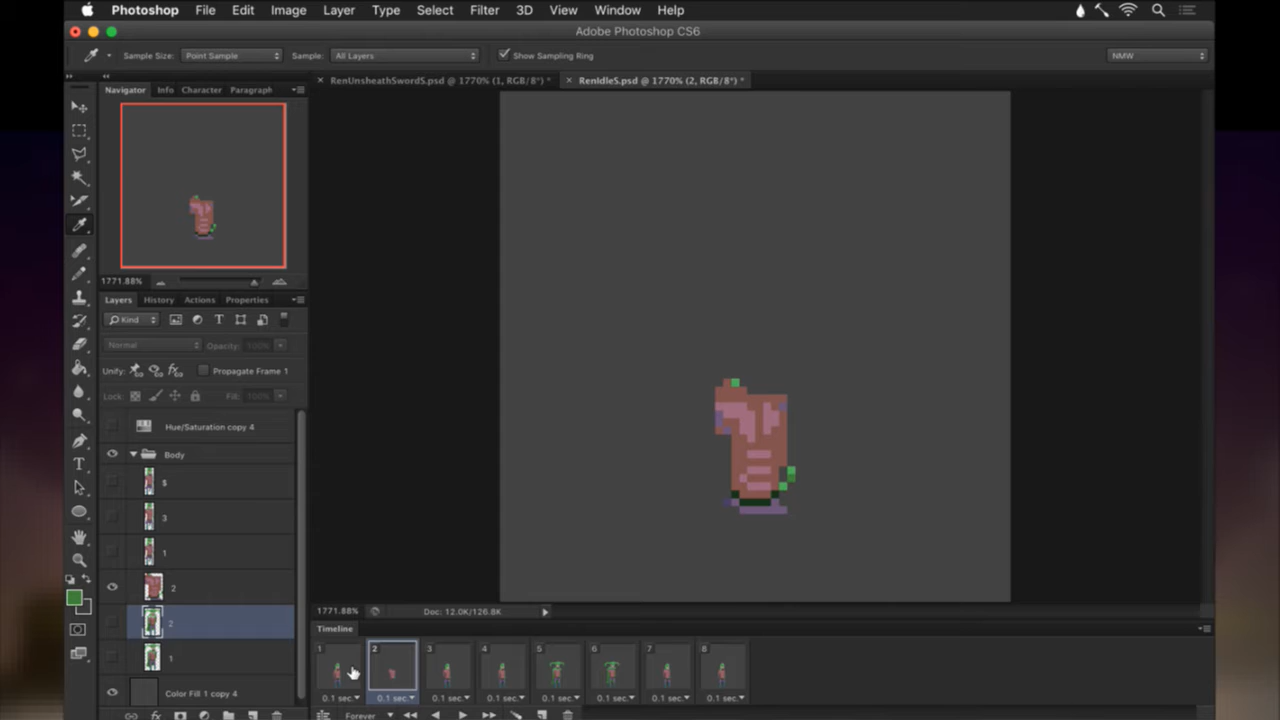 Photoshop File Edit Image Layer Type Select Filter 3D View Window Help
Adobe Photoshop CS6
Sample Size: Point Sample Sample: All Layers Show Sampling Ring NMW
RenUnsheathSwordS.psd @ 1770% (1, RGB/8*) * RenIdleS.psd @ 1770% (2, RGB/8*) *
Navigator Info Character Paragraph
1771.88%
Layers History Actions Properties
Kind
Normal Opacity: 100%
Unify: Propagate Frame 1
Lock: Fill: 100%
Hue/Saturation copy 4
Body
5
3
1
2
2
1
Color Fill 1 copy 4
1771.88% Doc: 12.0K/126.8K
Timeline
1 2 3 4 5 6 7 8
0.1 sec. 0.1 sec. 0.1 sec. 0.1 sec. 0.1 sec. 0.1 sec. 0.1 sec. 0.1 sec.
Forever